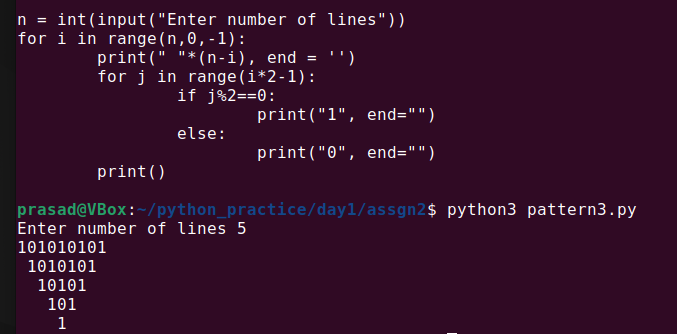 n = int(input("Enter number of lines"))
for i in range(n,0,-1):
        print(" "*(n-i), end = '')
        for j in range(i*2-1):
                if j%2==0:
                        print("1", end="")
                else:
                        print("0", end="")
        print()
prasad@VBox:~/python_practice/day1/assgn2$ python3 pattern3.py
Enter number of lines 5
101010101
 1010101
  10101
   101
    1